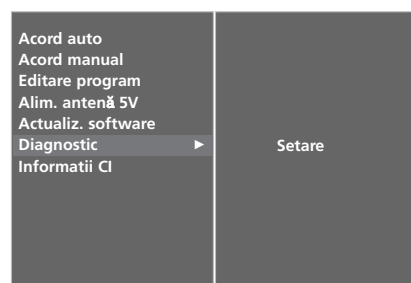 Acord auto
Acord manual
Editare program
Alim. antenă 5V
Actualiz. software
Diagnostic ►
Setare
Informatii CI